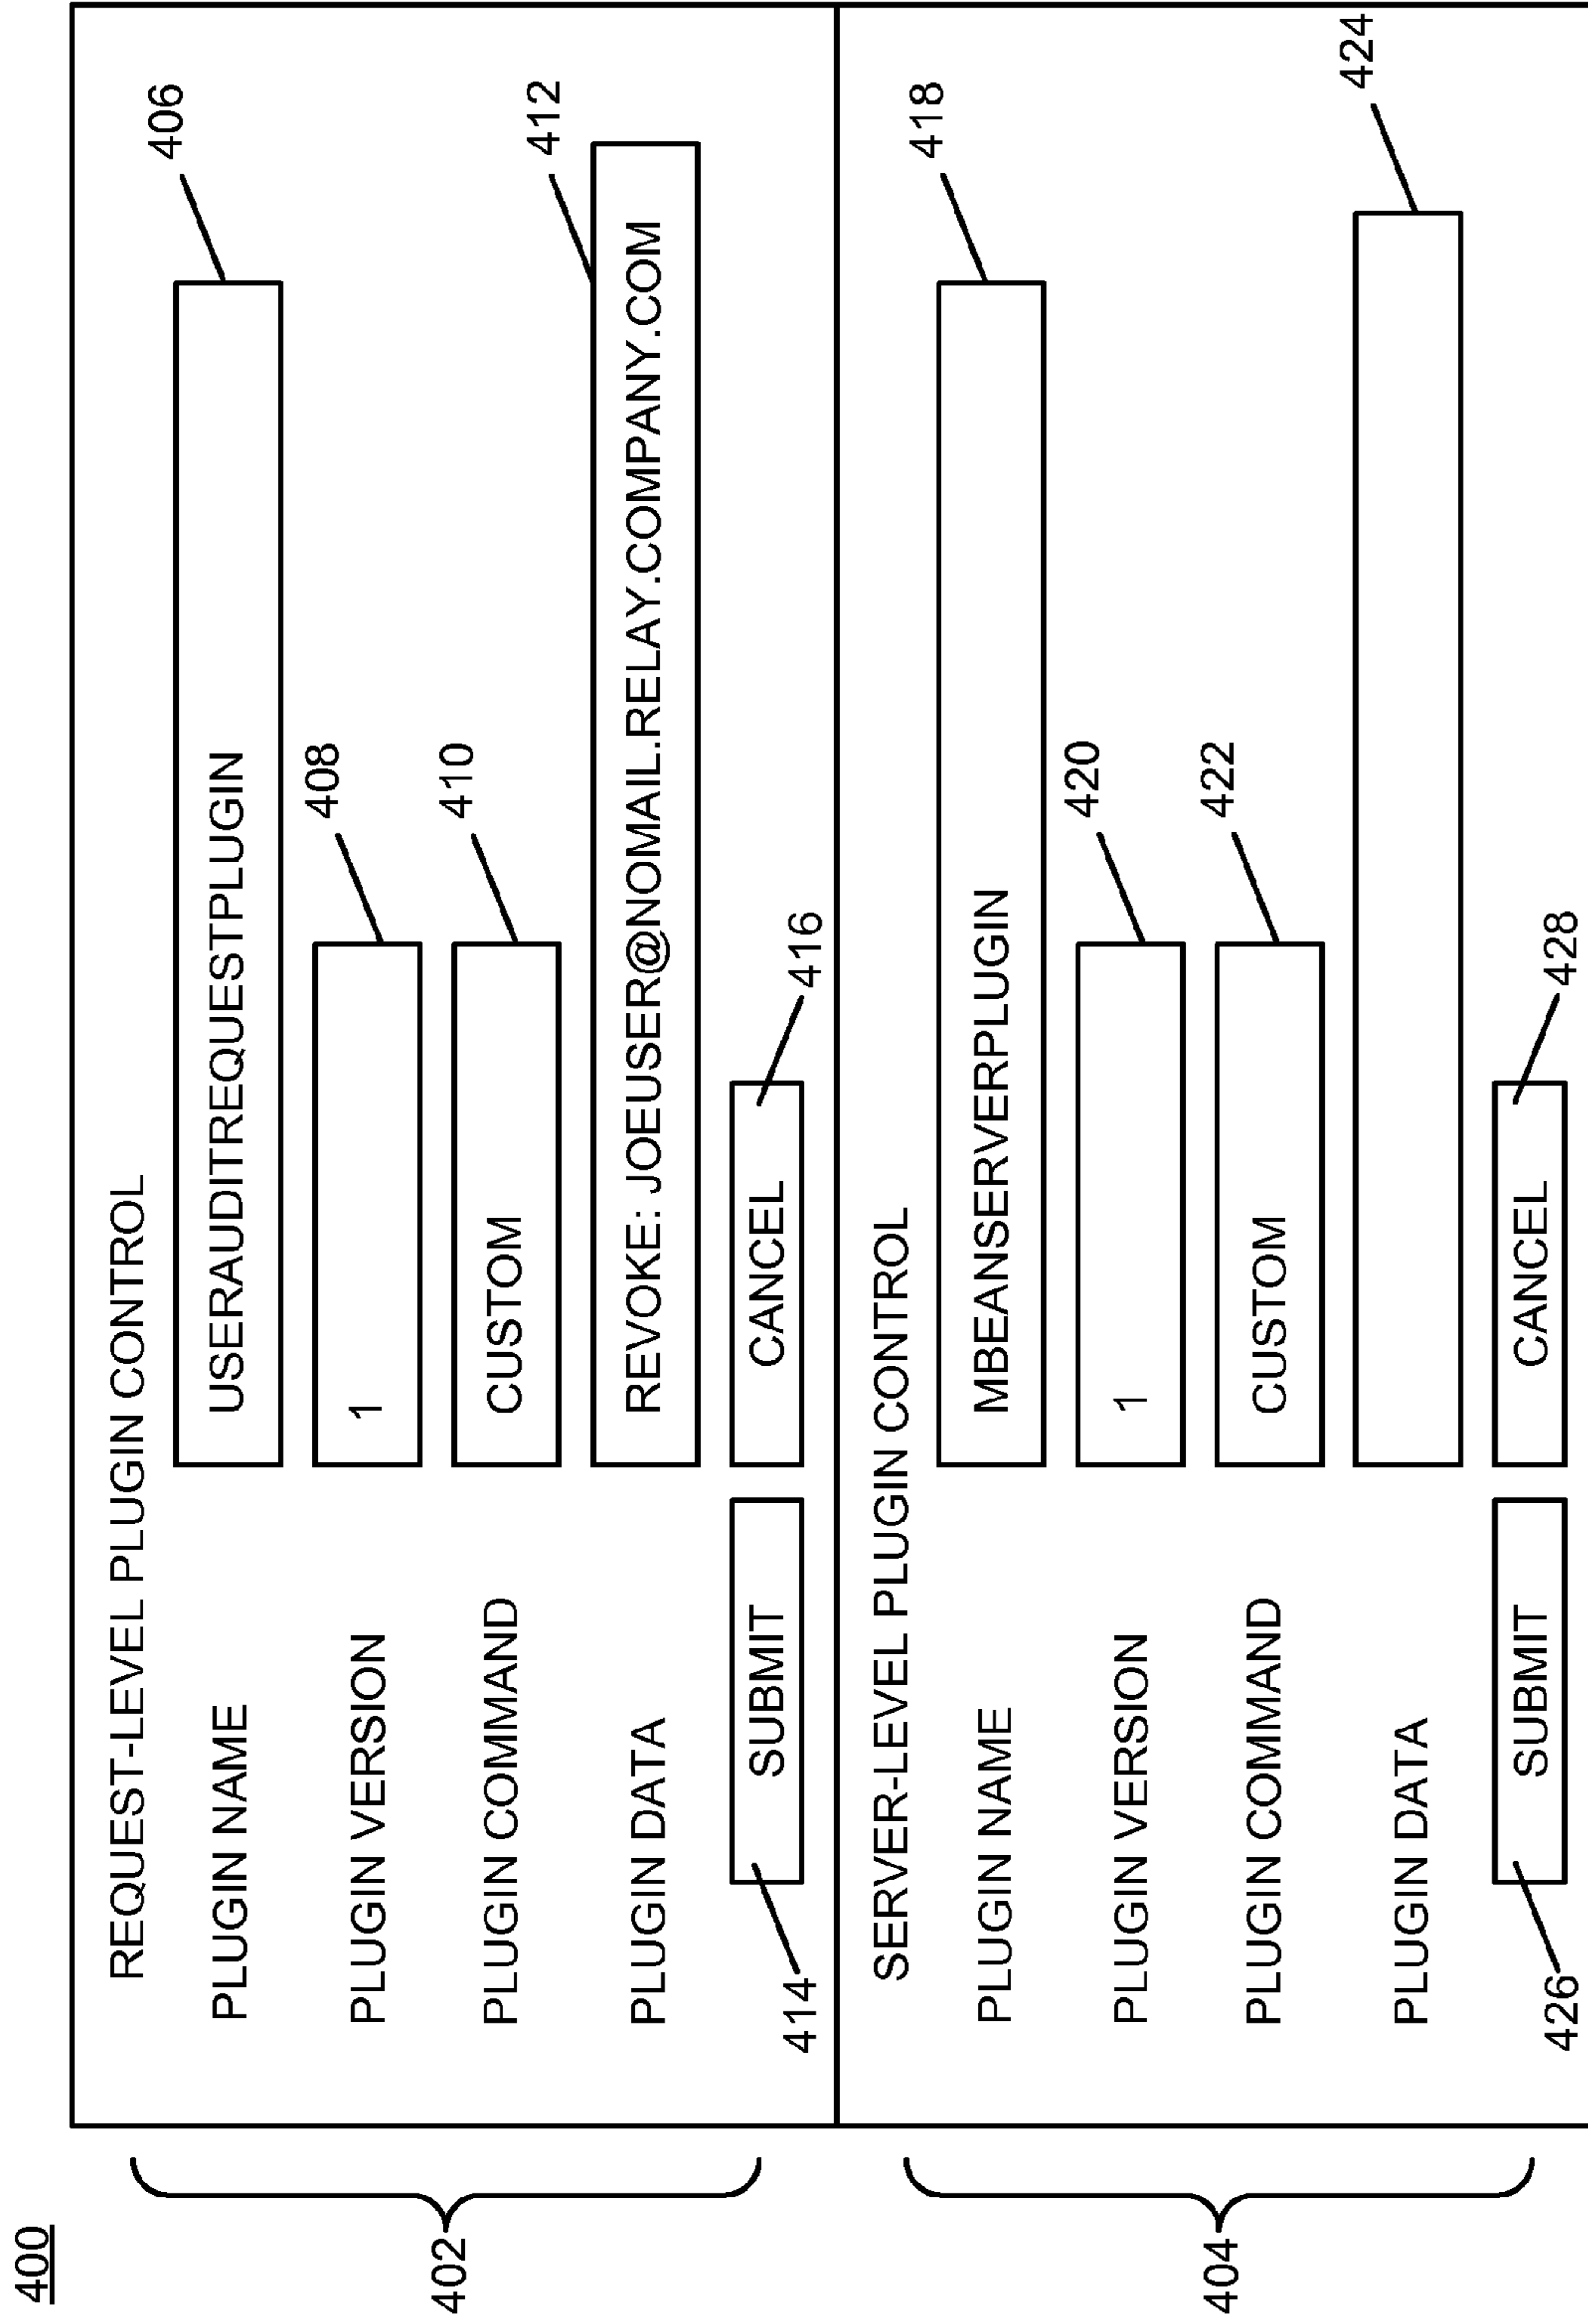 400
402
REQUEST-LEVEL PLUGIN CONTROL
PLUGIN NAME USERAUDITREQUESTPLUGIN 406
PLUGIN VERSION 1 408
PLUGIN COMMAND CUSTOM 410
PLUGIN DATA REVOKE: JOEUSER@NOMAIL.RELAY.COMPANY.COM 412
414 SUBMIT CANCEL 416
404
SERVER-LEVEL PLUGIN CONTROL
PLUGIN NAME MBEANSERVERPLUGIN 418
PLUGIN VERSION 1 420
PLUGIN COMMAND CUSTOM 422
PLUGIN DATA 424
426 SUBMIT CANCEL 428